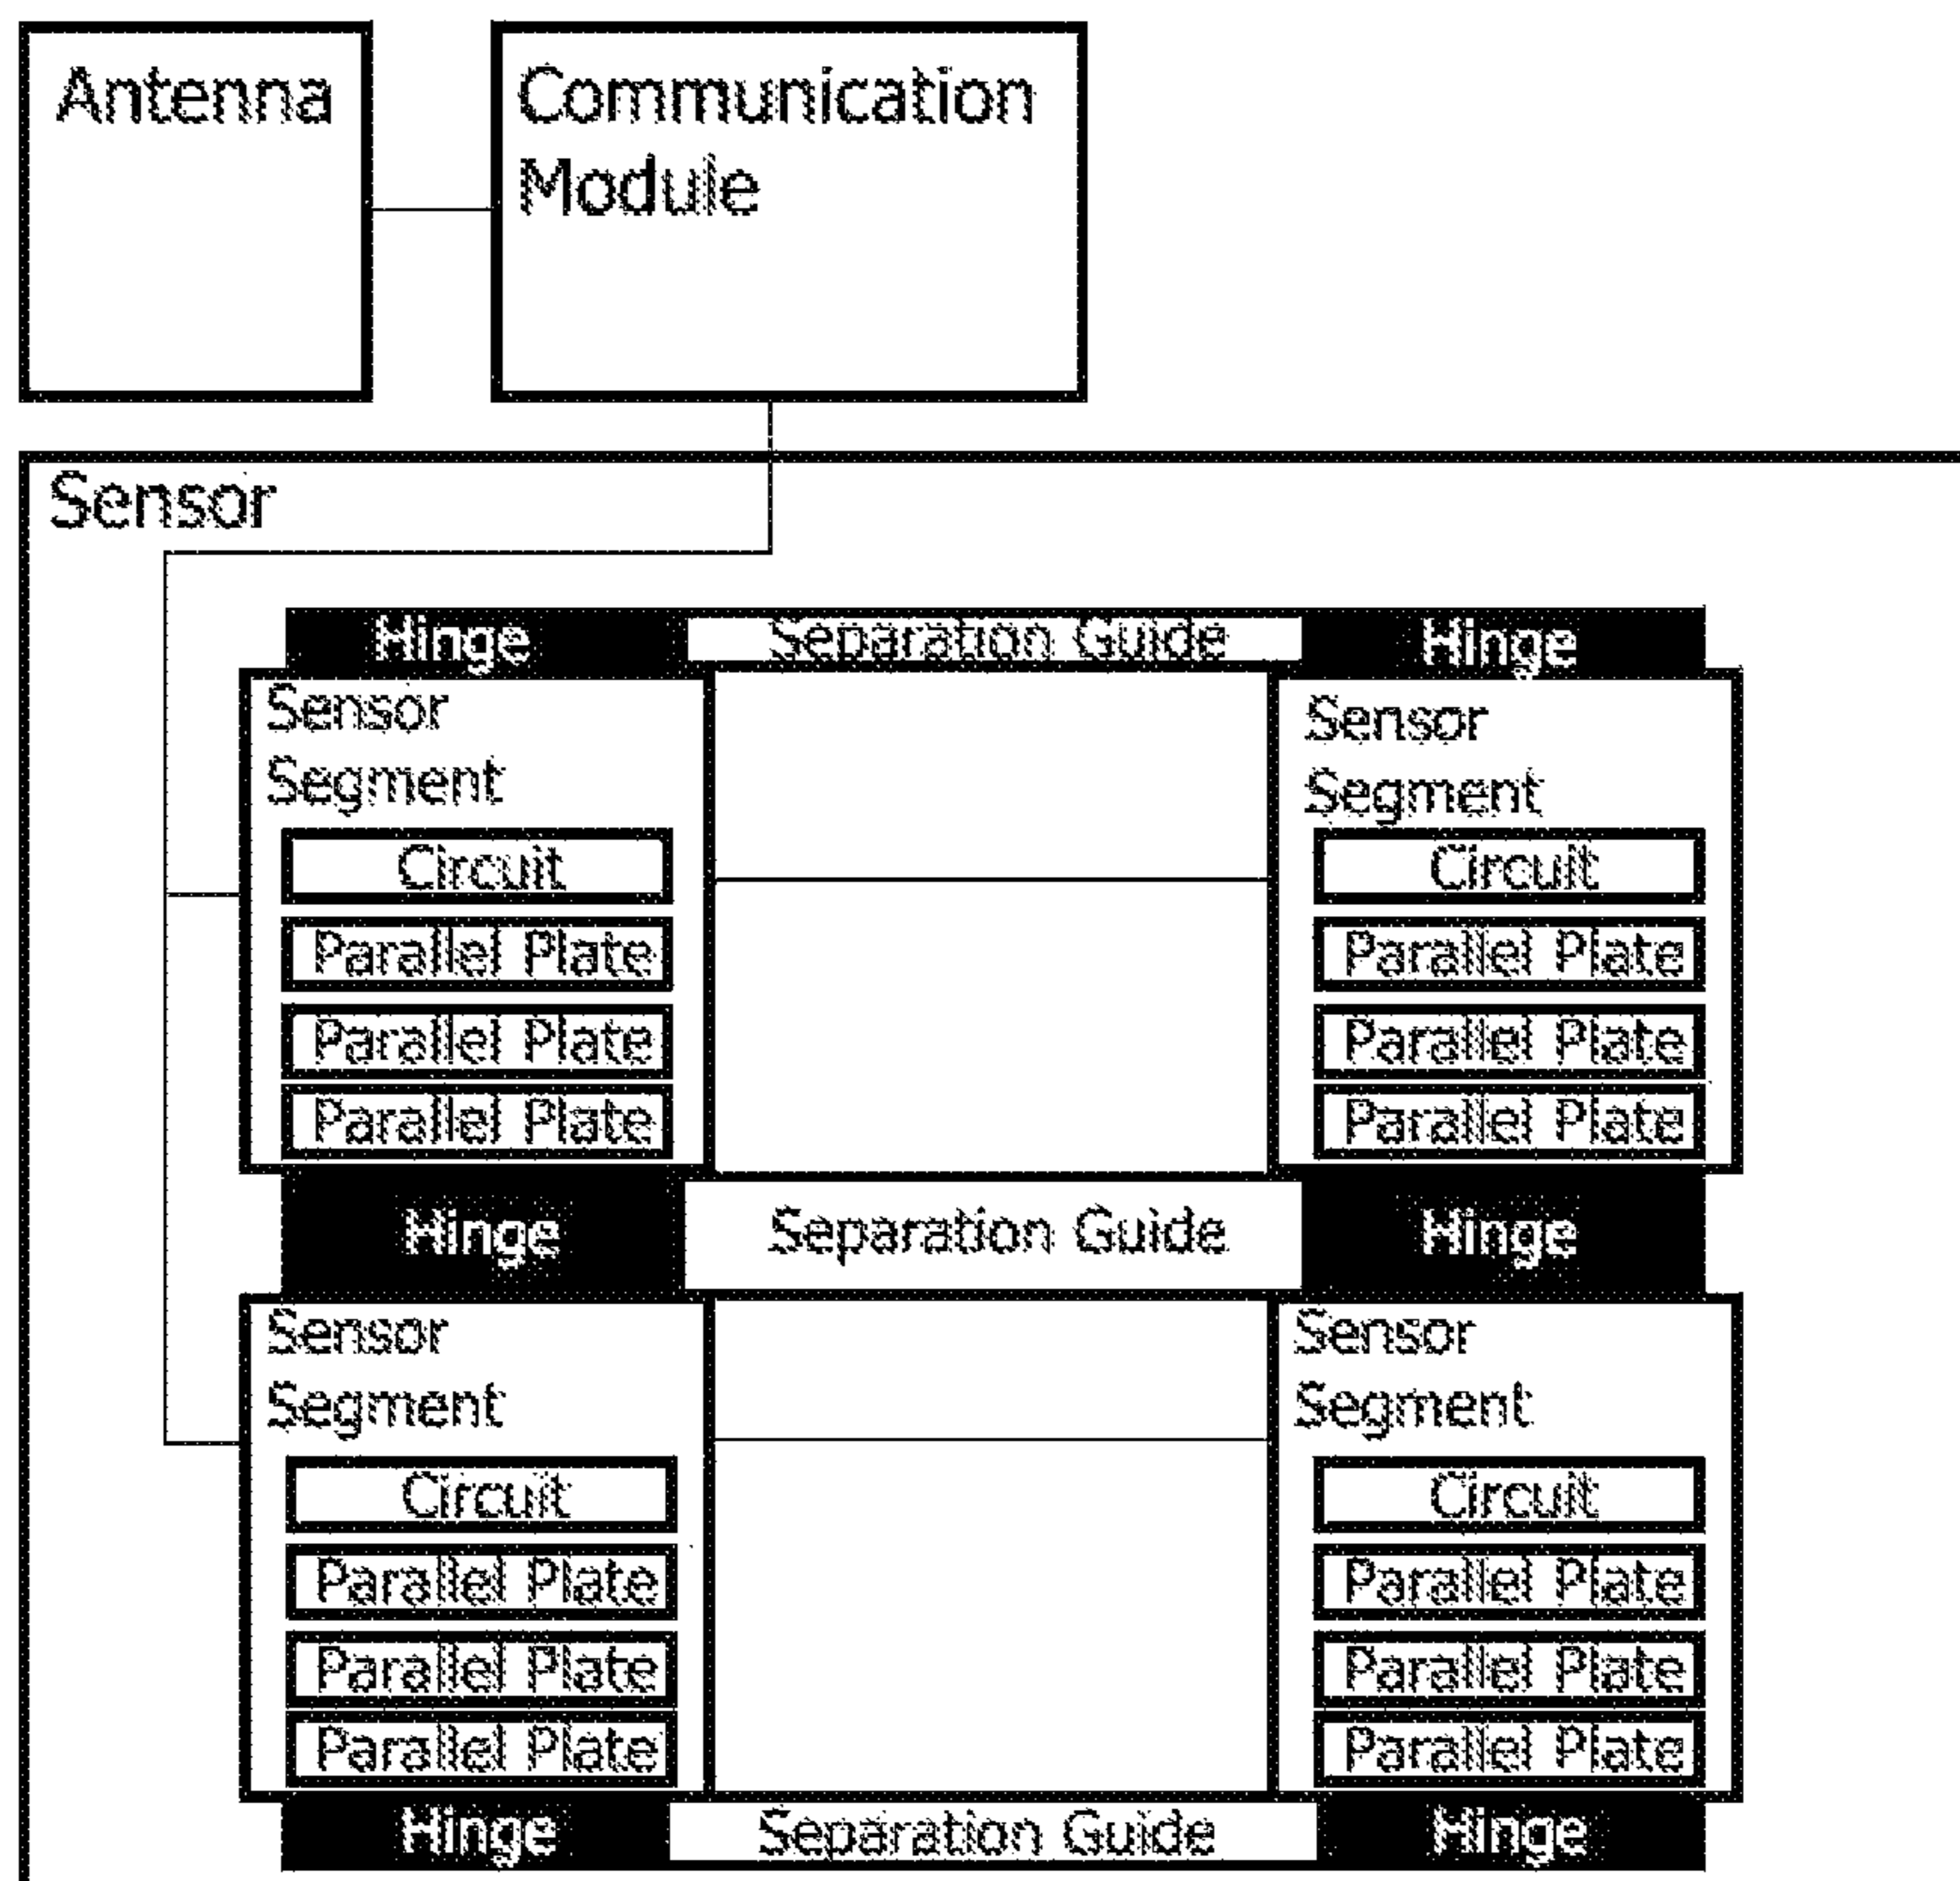 Antenna
Communication
Module
Sensor
Hinge
Separation Guide
Hinge
Sensor
Segment
Circuit
Parallel Plate
Parallel Plate
Parallel Plate
Sensor
Segment
Circuit
Parallel Plate
Parallel Plate
Parallel Plate
Hinge
Separation Guide
Hinge
Sensor
Segment
Circuit
Parallel Plate
Parallel Plate
Parallel Plate
Sensor
Segment
Circuit
Parallel Plate
Parallel Plate
Parallel Plate
Hinge
Separation Guide
Hinge